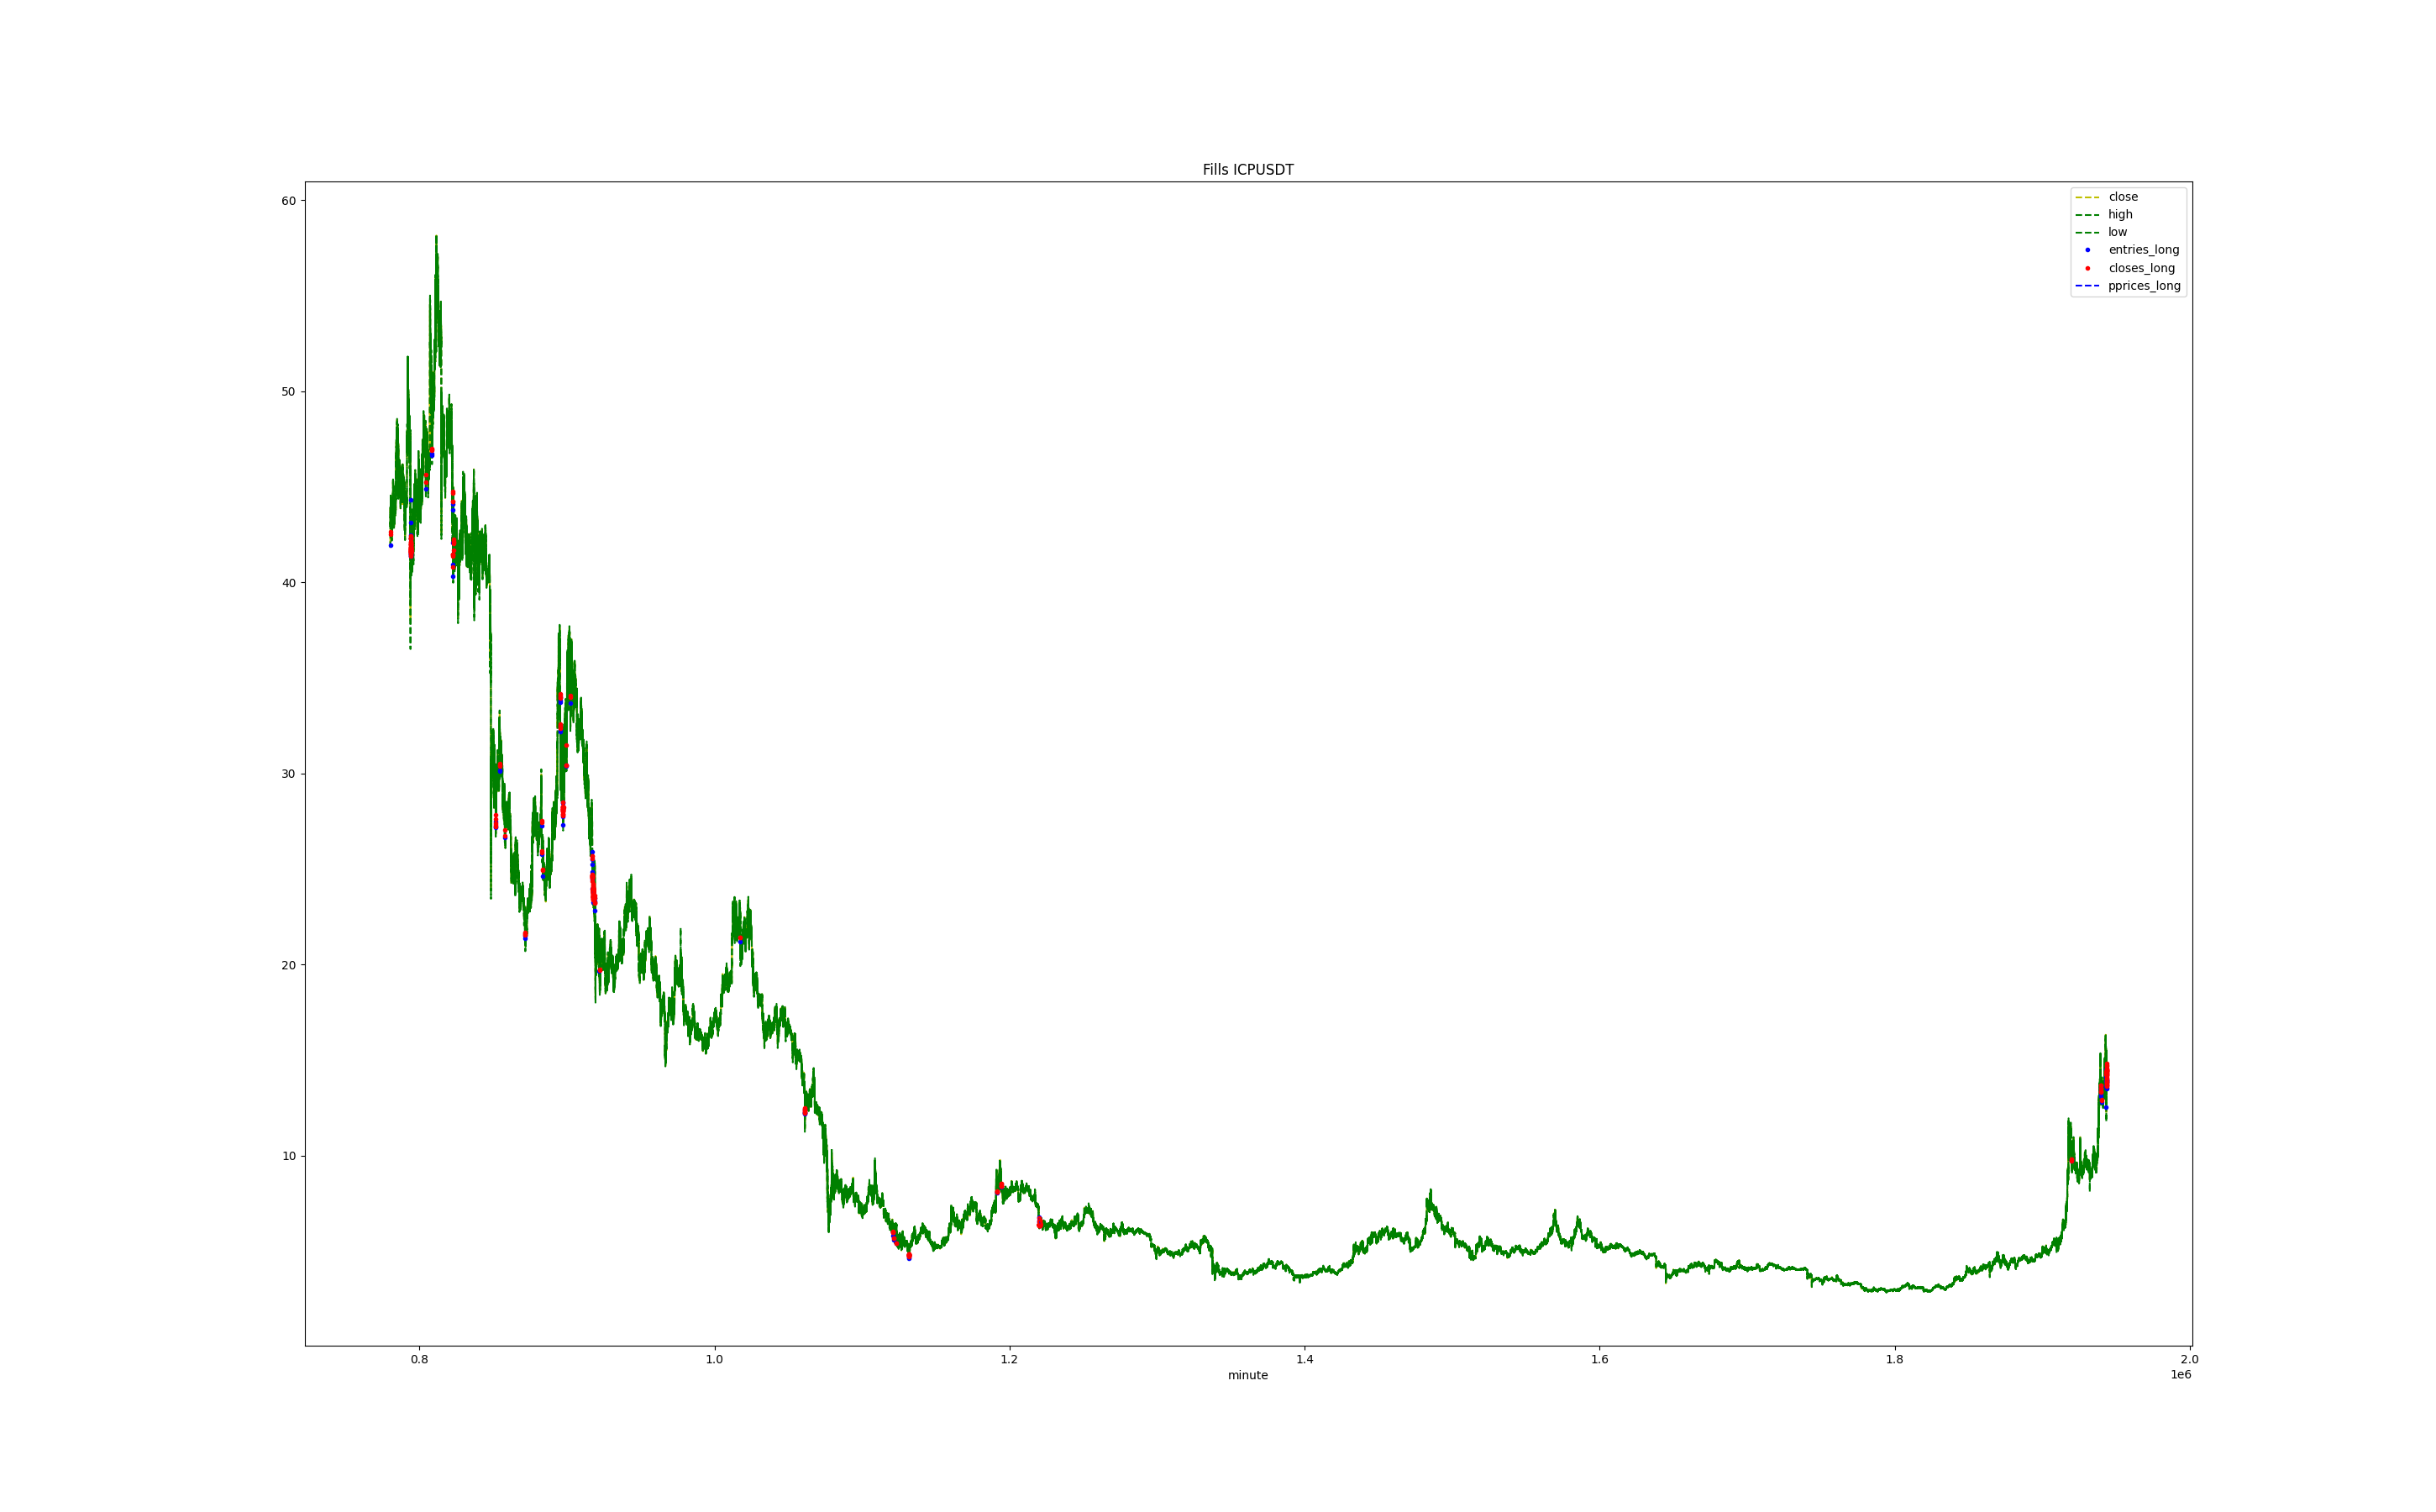 Fills ICPUSDT
close
high
low
entries_long
closes_long
pprices_long
60
50
40
30
20
10
0.8 1.0 1.2 1.4 1.6 1.8 2.0
minute 1e6